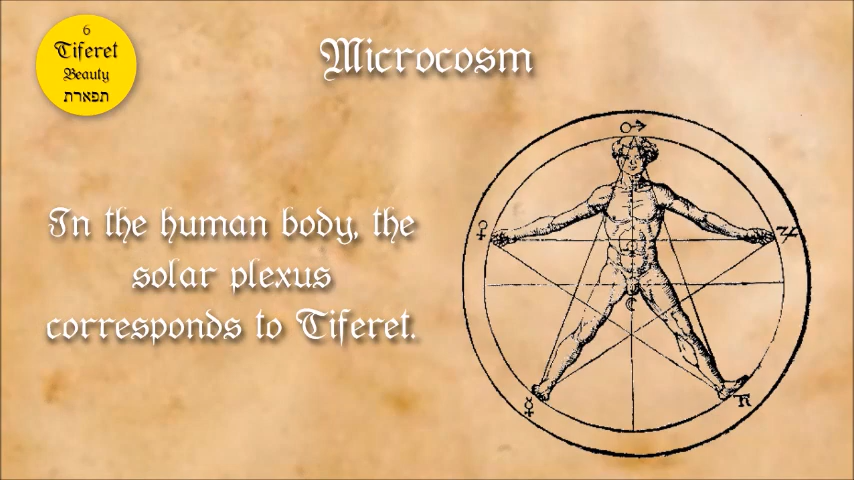 6
Tiferet
Beauty
תפארת
Microcosm
In the human body, the
solar plexus
corresponds to Tiferet.
♂
♀
♃
☿
♄
☾